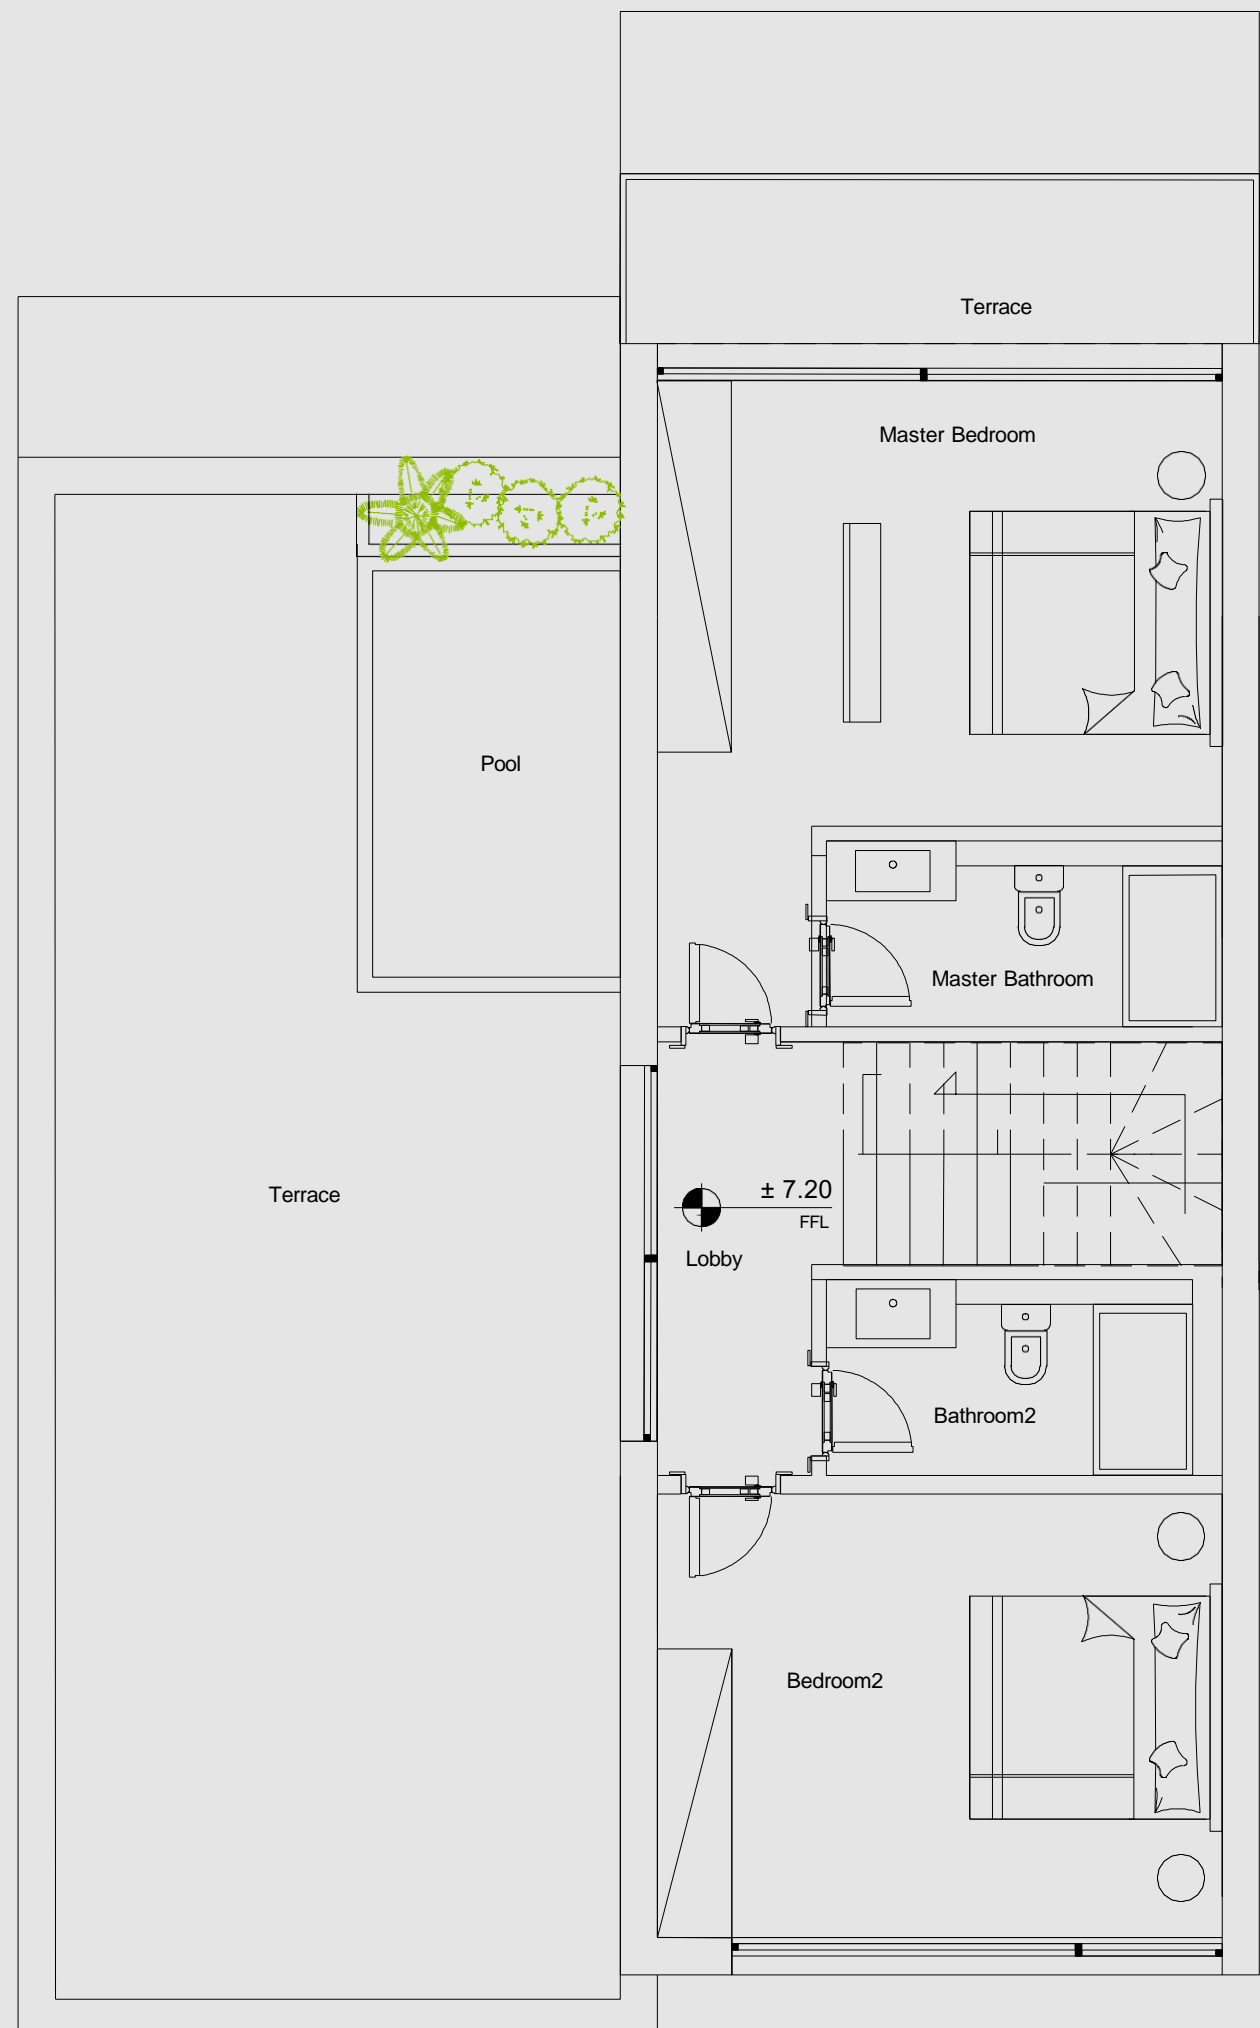 Terrace
Master Bedroom
Pool
Master Bathroom
± 7.20
FFL
Terrace
Lobby
Bathroom2
Bedroom2